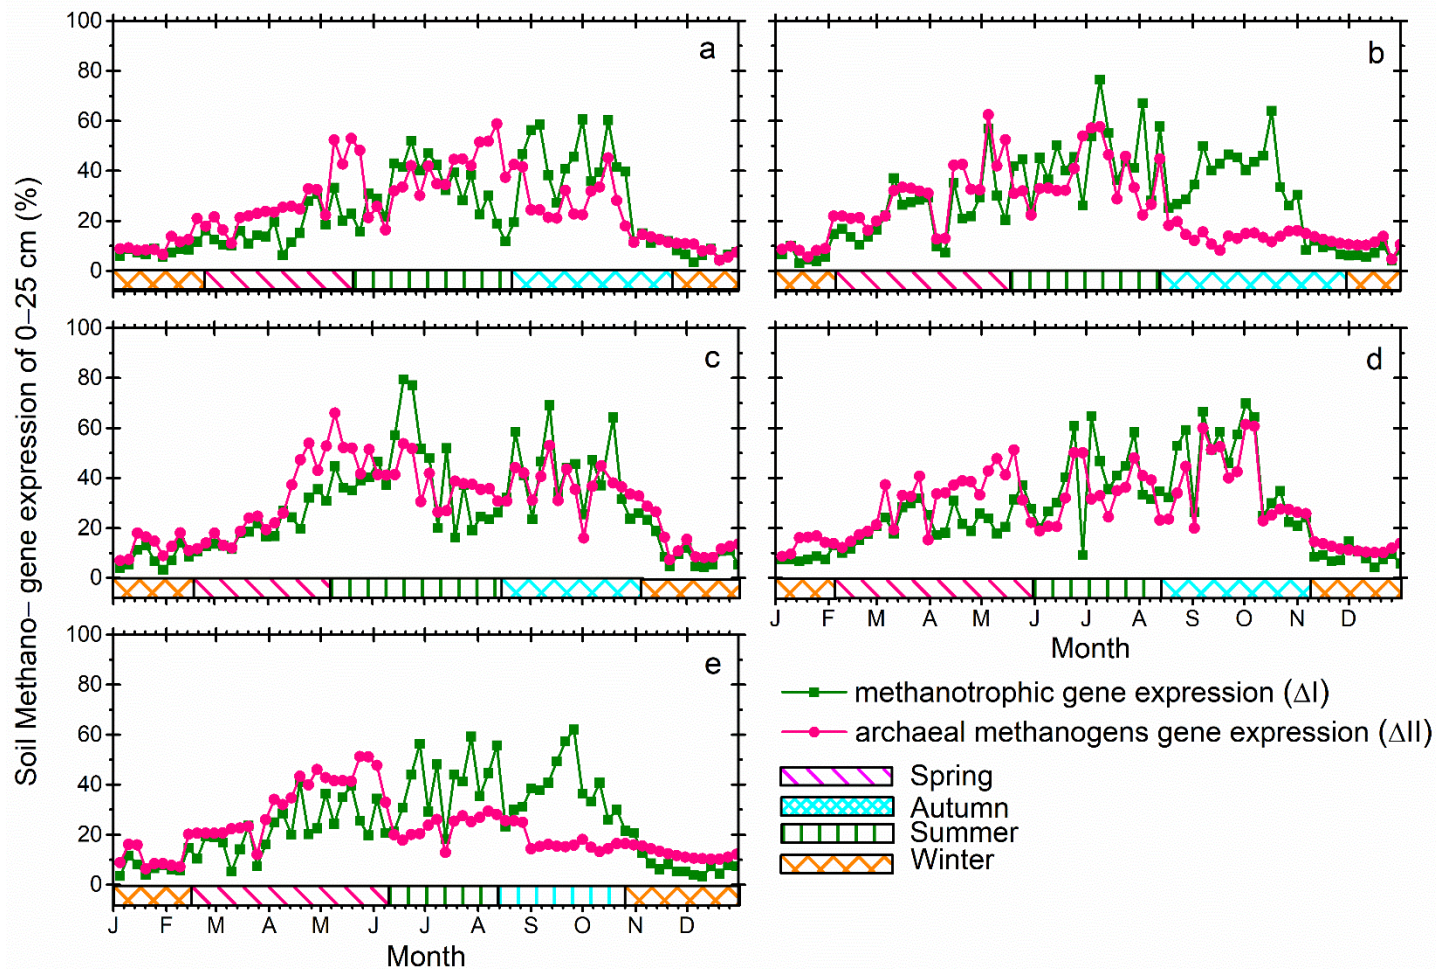 Soil Methano– gene expression of 0–25 cm (%)
100
80
60
40
20
0
a
b
100
80
60
40
20
0
c
d
J F M A M J J A S O N D
Month
100
80
60
40
20
0
e
J F M A M J J A S O N D
Month
methanotrophic gene expression (ΔI)
archaeal methanogens gene expression (ΔII)
Spring
Autumn
Summer
Winter